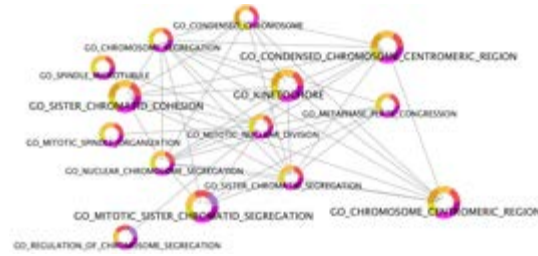 GO_CONDENSED_CHROMOSOME
GO_CHROMOSOME_SEGREGATION
GO_CONDENSED_CHROMOSOME_CENTROMERIC_REGION
GO_SPINDLE_MICROTUBULE
GO_KINETOCHORE
GO_SISTER_CHROMATID_COHESION
GO_METAPHASE_PLATE_CONGRESSION
GO_MITOTIC_NUCLEAR_DIVISION
GO_MITOTIC_SPINDLE_ORGANIZATION
GO_NUCLEAR_CHROMOSOME_SEGREGATION
GO_SISTER_CHROMATID_SEGREGATION
GO_MITOTIC_SISTER_CHROMATID_SEGREGATION
GO_CHROMOSOME_CENTROMERIC_REGION
GO_REGULATION_OF_CHROMOSOME_SEGREGATION